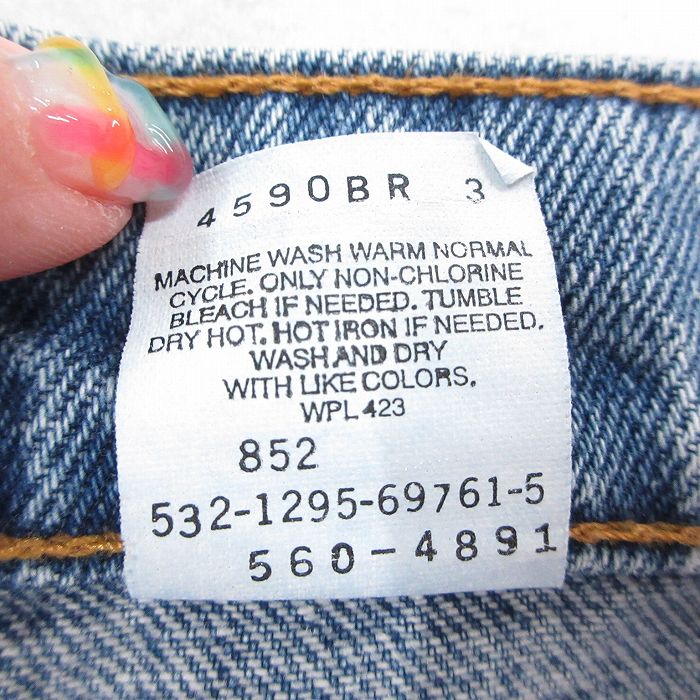 4590BR 3
MACHINE WASH WARM NORMAL
CYCLE. ONLY NON-CHLORINE
BLEACH IF NEEDED. TUMBLE
DRY HOT. HOT IRON IF NEEDED.
WASH AND DRY
WITH LIKE COLORS.
WPL 423
852
532-1295-69761-5
560-4891